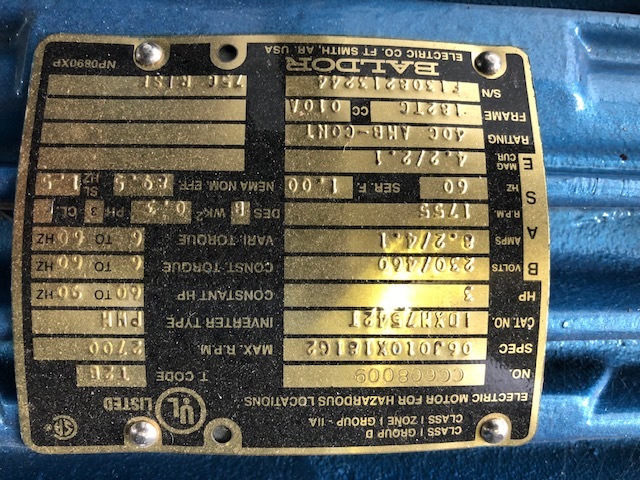 CLASS I GROUP D
CLASS I ZONE I GROUP - IIA
ELECTRIC MOTOR FOR HAZARDOUS LOCATIONS
UL LISTED
SA
NO. CG608009 T. CODE T2B
SPEC 06J010X181G2 MAX. R.P.M. 2700
CAT.NO. IDXM7542T INVERTER TYPE PWM
HP 3 CONSTANT HP 60 TO 90 HZ
VOLTS 230/460 CONST. TORQUE 6 TO 60 HZ
AMPS 8.2/4.1 VARI-TORQUE 6 TO 60 HZ
R.P.M. 1755 DES B WK² 0.3 PH 3 CL
HZ 60 SER. F. 1.00 NEMA NOM. EFF. 89.5 SL HZ 1.5
BASE
MAG CUR. 4.2/2.1
RATING 40C AMB-CONT
FRAME 182TC CC 010A
S/N F1308213244 75C RISE
BALDOR
ELECTRIC CO. FT SMITH, AR. USA
NP0890XP